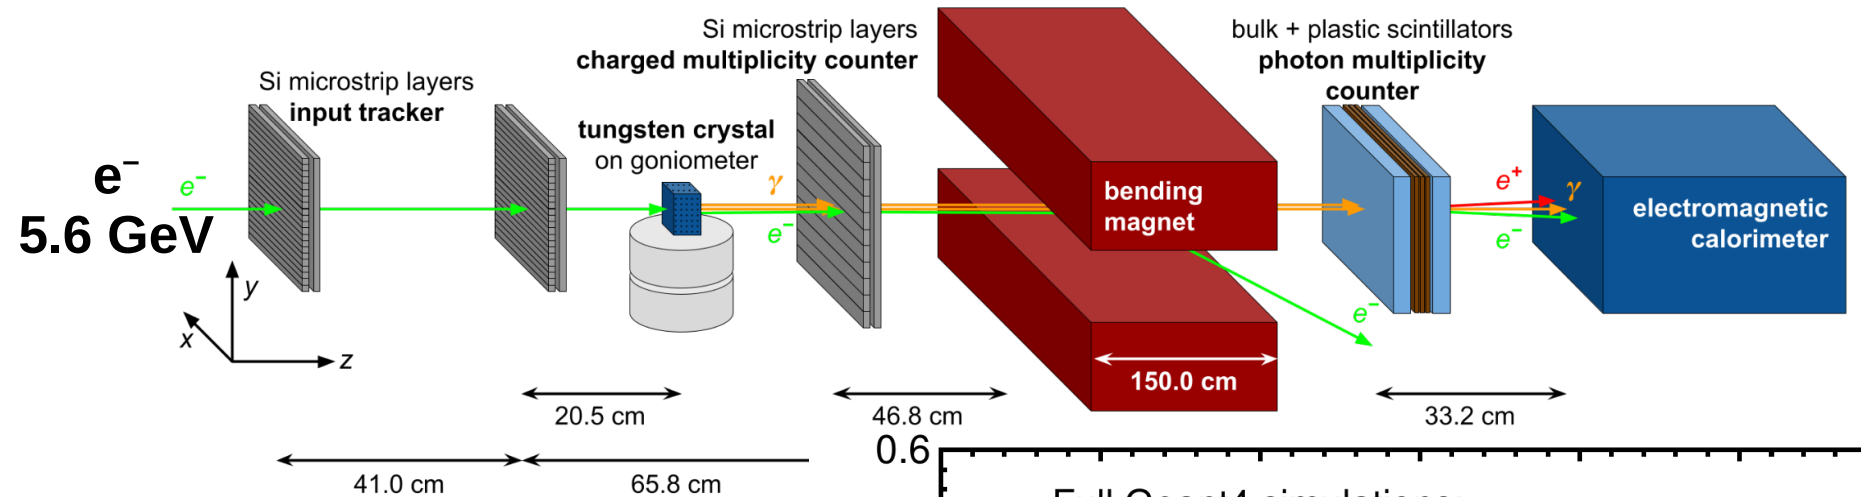 Si microstrip layers
charged multiplicity counter
bulk + plastic scintillators
photon multiplicity
counter
Si microstrip layers
input tracker
tungsten crystal
on goniometer
e⁻
5.6 GeV
e⁻
γ
e⁻
bending
magnet
e⁺
γ
e⁻
electromagnetic
calorimeter
y
x
z
e⁻
150.0 cm
20.5 cm
46.8 cm
33.2 cm
41.0 cm
65.8 cm
0.6